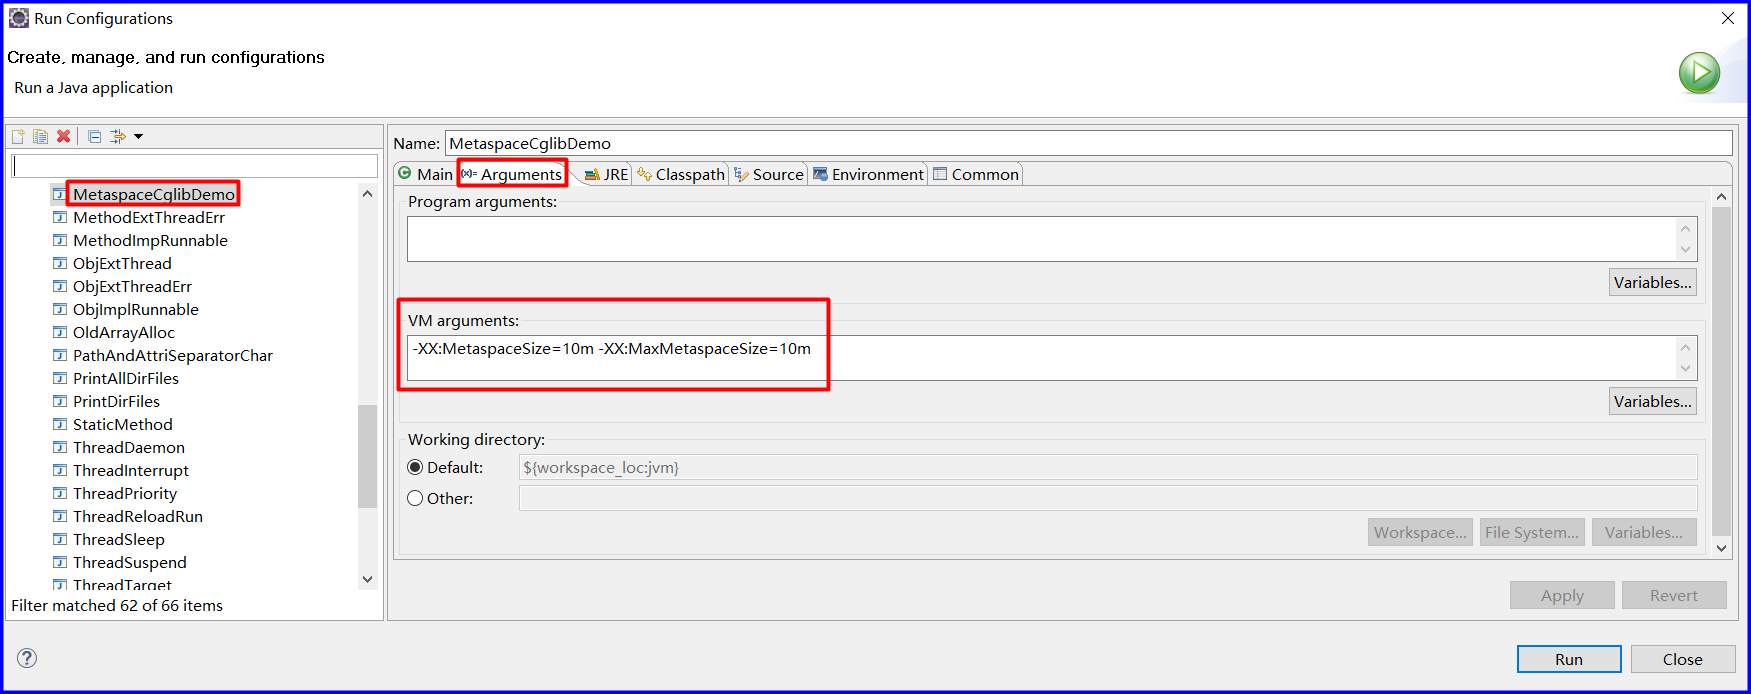 Run Configurations
Create, manage, and run configurations
Run a Java application
MetaspaceCglibDemo
MethodExtThreadErr
MethodImpRunnable
ObjExtThread
ObjExtThreadErr
ObjImplRunnable
OldArrayAlloc
PathAndAttriSeparatorChar
PrintAllDirFiles
PrintDirFiles
StaticMethod
ThreadDaemon
ThreadInterrupt
ThreadPriority
ThreadReloadRun
ThreadSleep
ThreadSuspend
ThreadTarget
Filter matched 62 of 66 items
Name: MetaspaceCglibDemo
Main (x)= Arguments JRE Classpath Source Environment Common
Program arguments:
Variables...
VM arguments:
-XX:MetaspaceSize=10m -XX:MaxMetaspaceSize=10m
Variables...
Working directory:
Default: ${workspace_loc:jvm}
Other:
Workspace... File System... Variables...
Apply Revert
Run Close